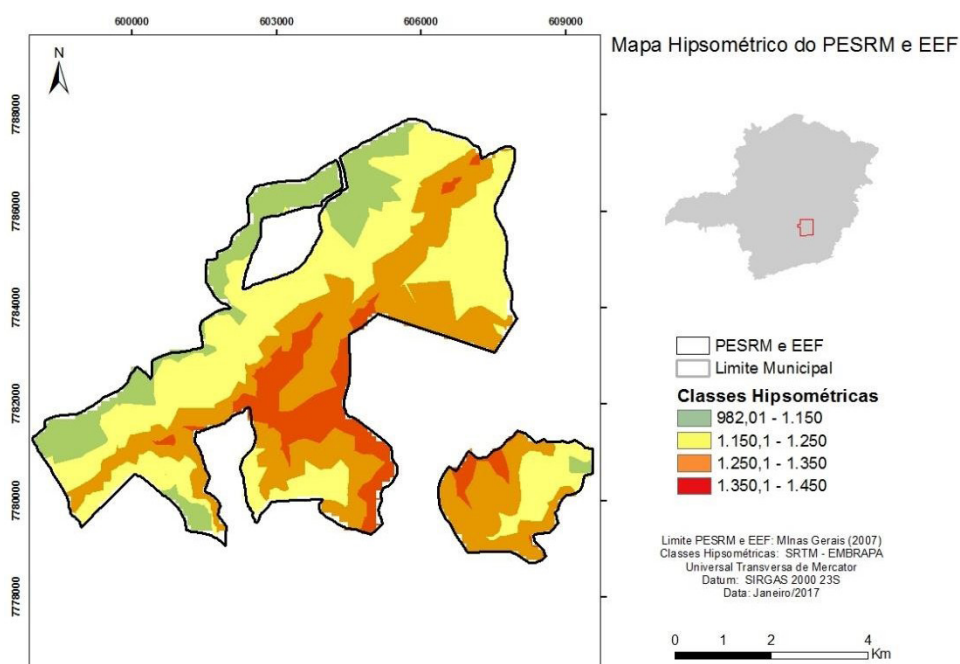 600000 603000 606000 609000
Mapa Hipsométrico do PESRM e EEF
N
7788000
7786000
7784000
7782000
7780000
7778000
PESRM e EEF
Limite Municipal
Classes Hipsométricas
982,01 - 1.150
1.150,1 - 1.250
1.250,1 - 1.350
1.350,1 - 1.450
Limite PESRM e EEF: MInas Gerais (2007)
Classes Hipsométricas: SRTM - EMBRAPA
Universal Transversa de Mercator
Datum: SIRGAS 2000 23S
Data: Janeiro/2017
0 1 2 4
Km